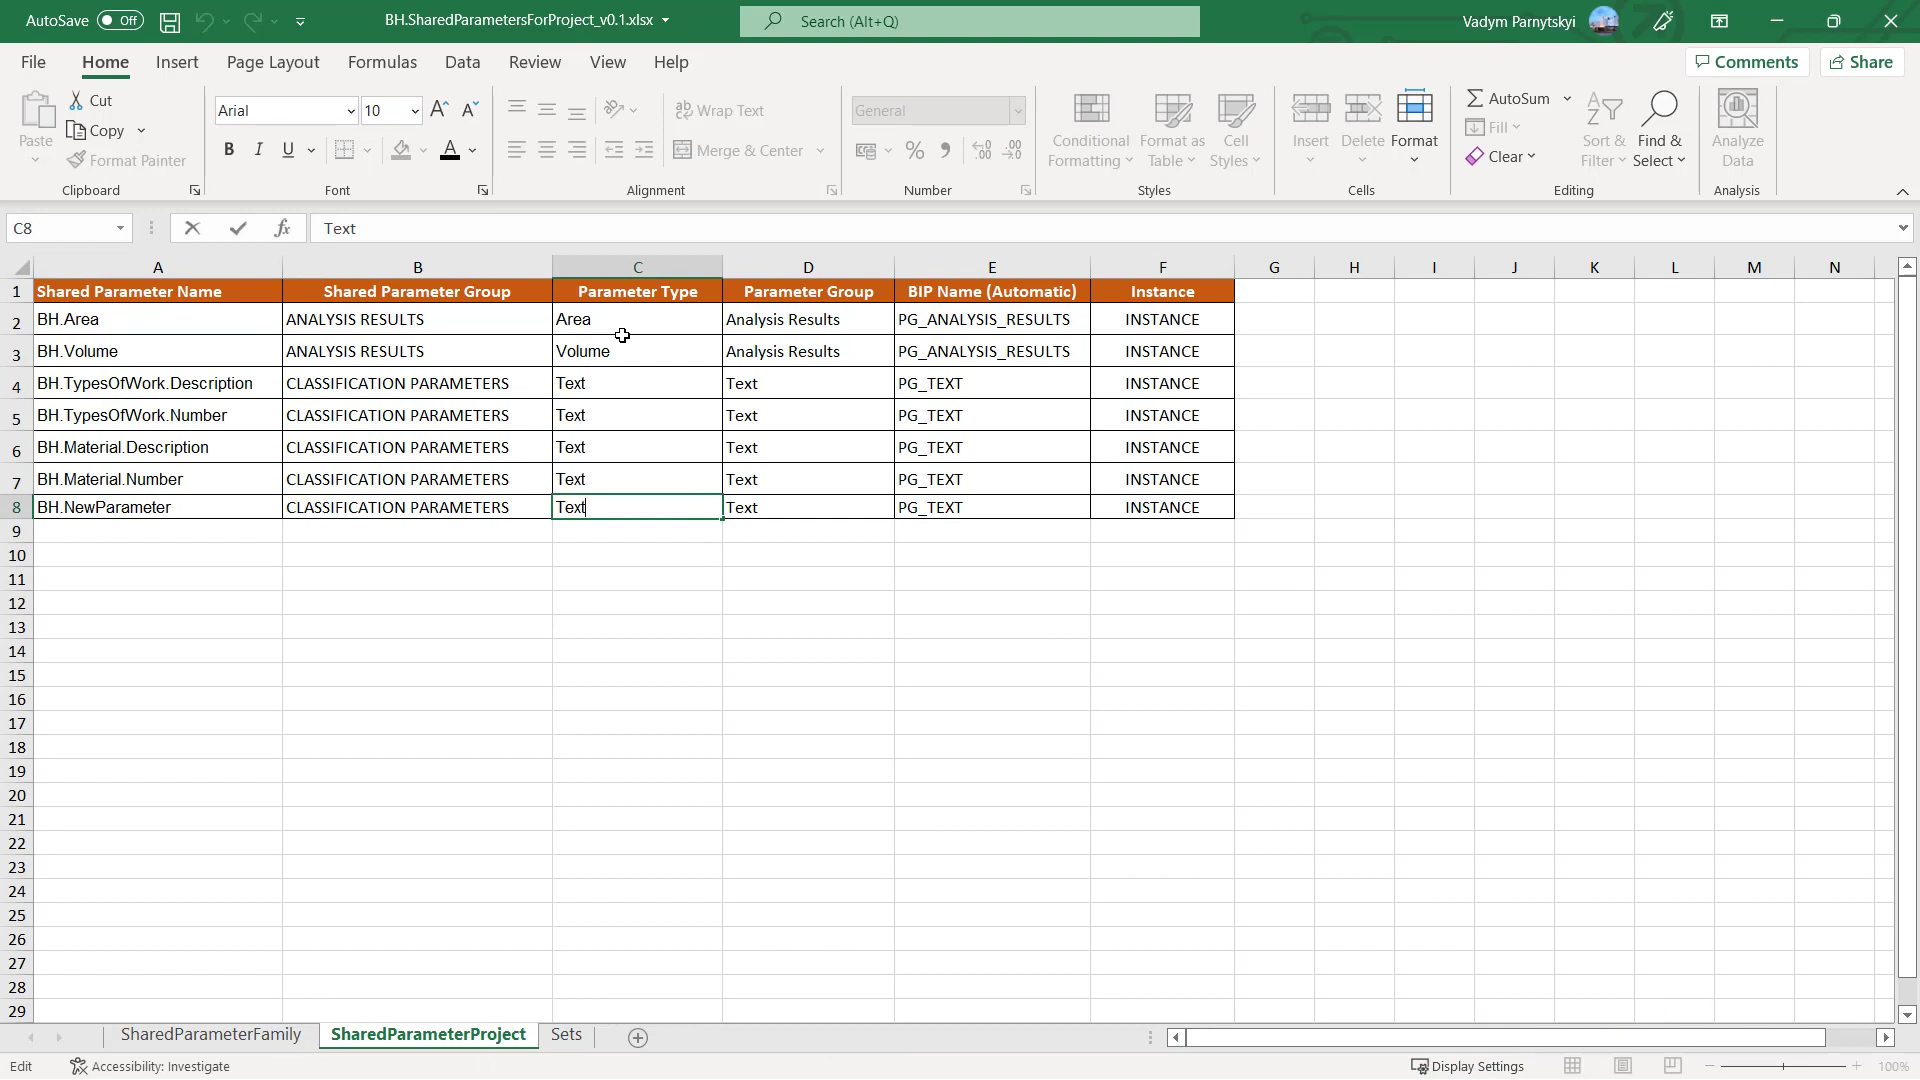 AutoSave Off BH.SharedParametersForProject_v0.1.xlsx Search (Alt+Q) Vadym Parnytskyi
File Home Insert Page Layout Formulas Data Review View Help Comments Share
Paste Cut Copy Format Painter Clipboard
Arial 10 B I U A Font
Wrap Text Merge & Center Alignment
General % Number
Conditional Formatting Format as Table Cell Styles Styles
Insert Delete Format Cells
AutoSum Fill Clear Sort & Filter Find & Select Editing
Analyze Data Analysis
C8 fx Text
A B C D E F G H I J K L M N
1 Shared Parameter Name Shared Parameter Group Parameter Type Parameter Group BIP Name (Automatic) Instance
2 BH.Area ANALYSIS RESULTS Area Analysis Results PG_ANALYSIS_RESULTS INSTANCE
3 BH.Volume ANALYSIS RESULTS Volume Analysis Results PG_ANALYSIS_RESULTS INSTANCE
4 BH.TypesOfWork.Description CLASSIFICATION PARAMETERS Text Text PG_TEXT INSTANCE
5 BH.TypesOfWork.Number CLASSIFICATION PARAMETERS Text Text PG_TEXT INSTANCE
6 BH.Material.Description CLASSIFICATION PARAMETERS Text Text PG_TEXT INSTANCE
7 BH.Material.Number CLASSIFICATION PARAMETERS Text Text PG_TEXT INSTANCE
8 BH.NewParameter CLASSIFICATION PARAMETERS Text Text PG_TEXT INSTANCE
9
10
11
12
13
14
15
16
17
18
19
20
21
22
23
24
25
26
27
28
29
SharedParameterFamily SharedParameterProject Sets
Edit Accessibility: Investigate Display Settings 100%